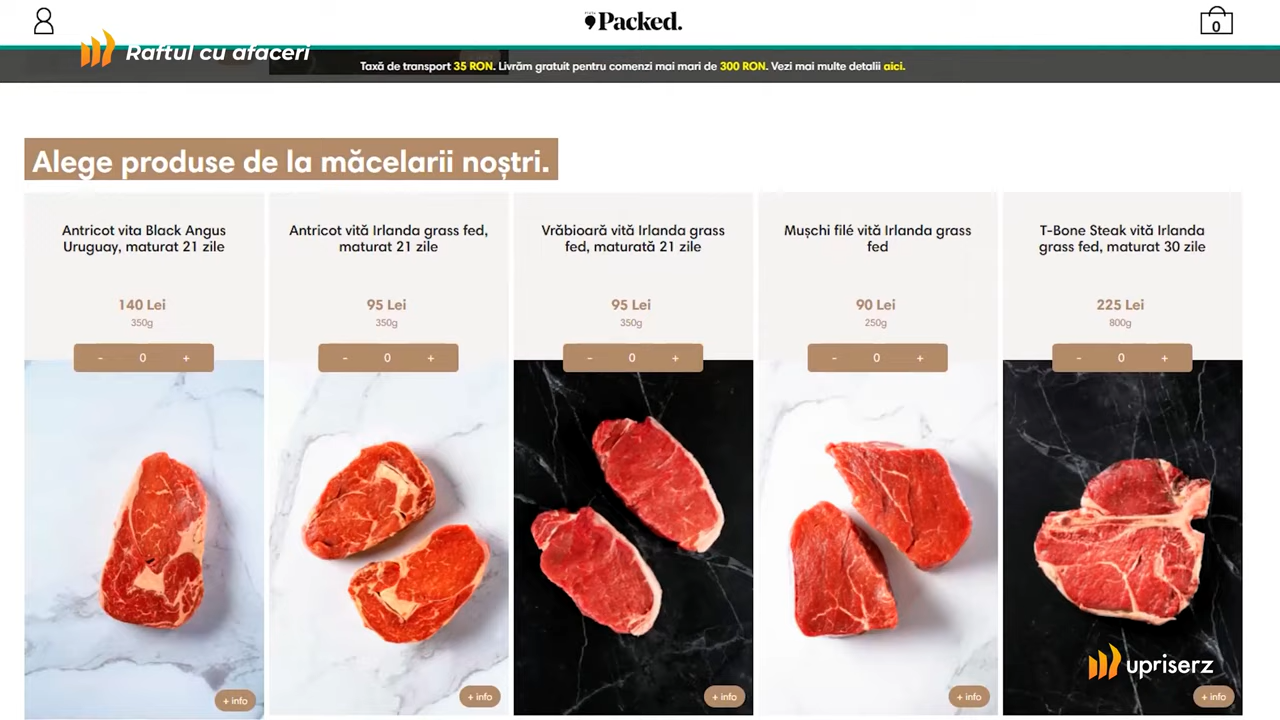 Packed.
0
Raftul cu afaceri
Taxă de transport 35 RON. Livrăm gratuit pentru comenzi mai mari de 300 RON. Vezi mai multe detalii aici.
Alege produse de la măcelarii noștri.
Antricot vita Black Angus
Uruguay, maturat 21 zile
140 Lei
350g
- 0 +
+ info
Antricot vită Irlanda grass fed,
maturat 21 zile
95 Lei
350g
- 0 +
+ info
Vrăbioară vită Irlanda grass
fed, maturată 21 zile
95 Lei
350g
- 0 +
+ info
Mușchi filé vită Irlanda grass
fed
90 Lei
250g
- 0 +
+ info
T-Bone Steak vită Irlanda
grass fed, maturat 30 zile
225 Lei
800g
- 0 +
upriserz
+ info